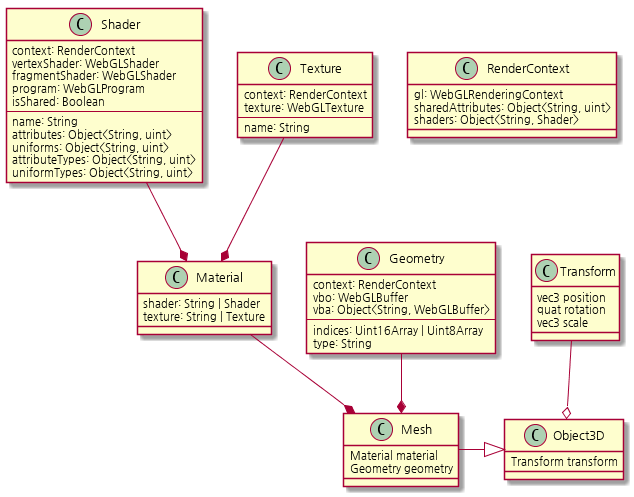 C Shader
context: RenderContext
vertexShader: WebGLShader
fragmentShader: WebGLShader
program: WebGLProgram
isShared: Boolean
name: String
attributes: Object<String, uint>
uniforms: Object<String, uint>
attributeTypes: Object<String, uint>
uniformTypes: Object<String, uint>
C Texture
context: RenderContext
texture: WebGLTexture
name: String
C RenderContext
gl: WebGLRenderingContext
sharedAttributes: Object<String, uint>
shaders: Object<String, Shader>
C Material
shader: String | Shader
texture: String | Texture
C Geometry
context: RenderContext
vbo: WebGLBuffer
vba: Object<String, WebGLBuffer>
indices: Uint16Array | Uint8Array
type: String
C Transform
vec3 position
quat rotation
vec3 scale
C Mesh
Material material
Geometry geometry
C Object3D
Transform transform